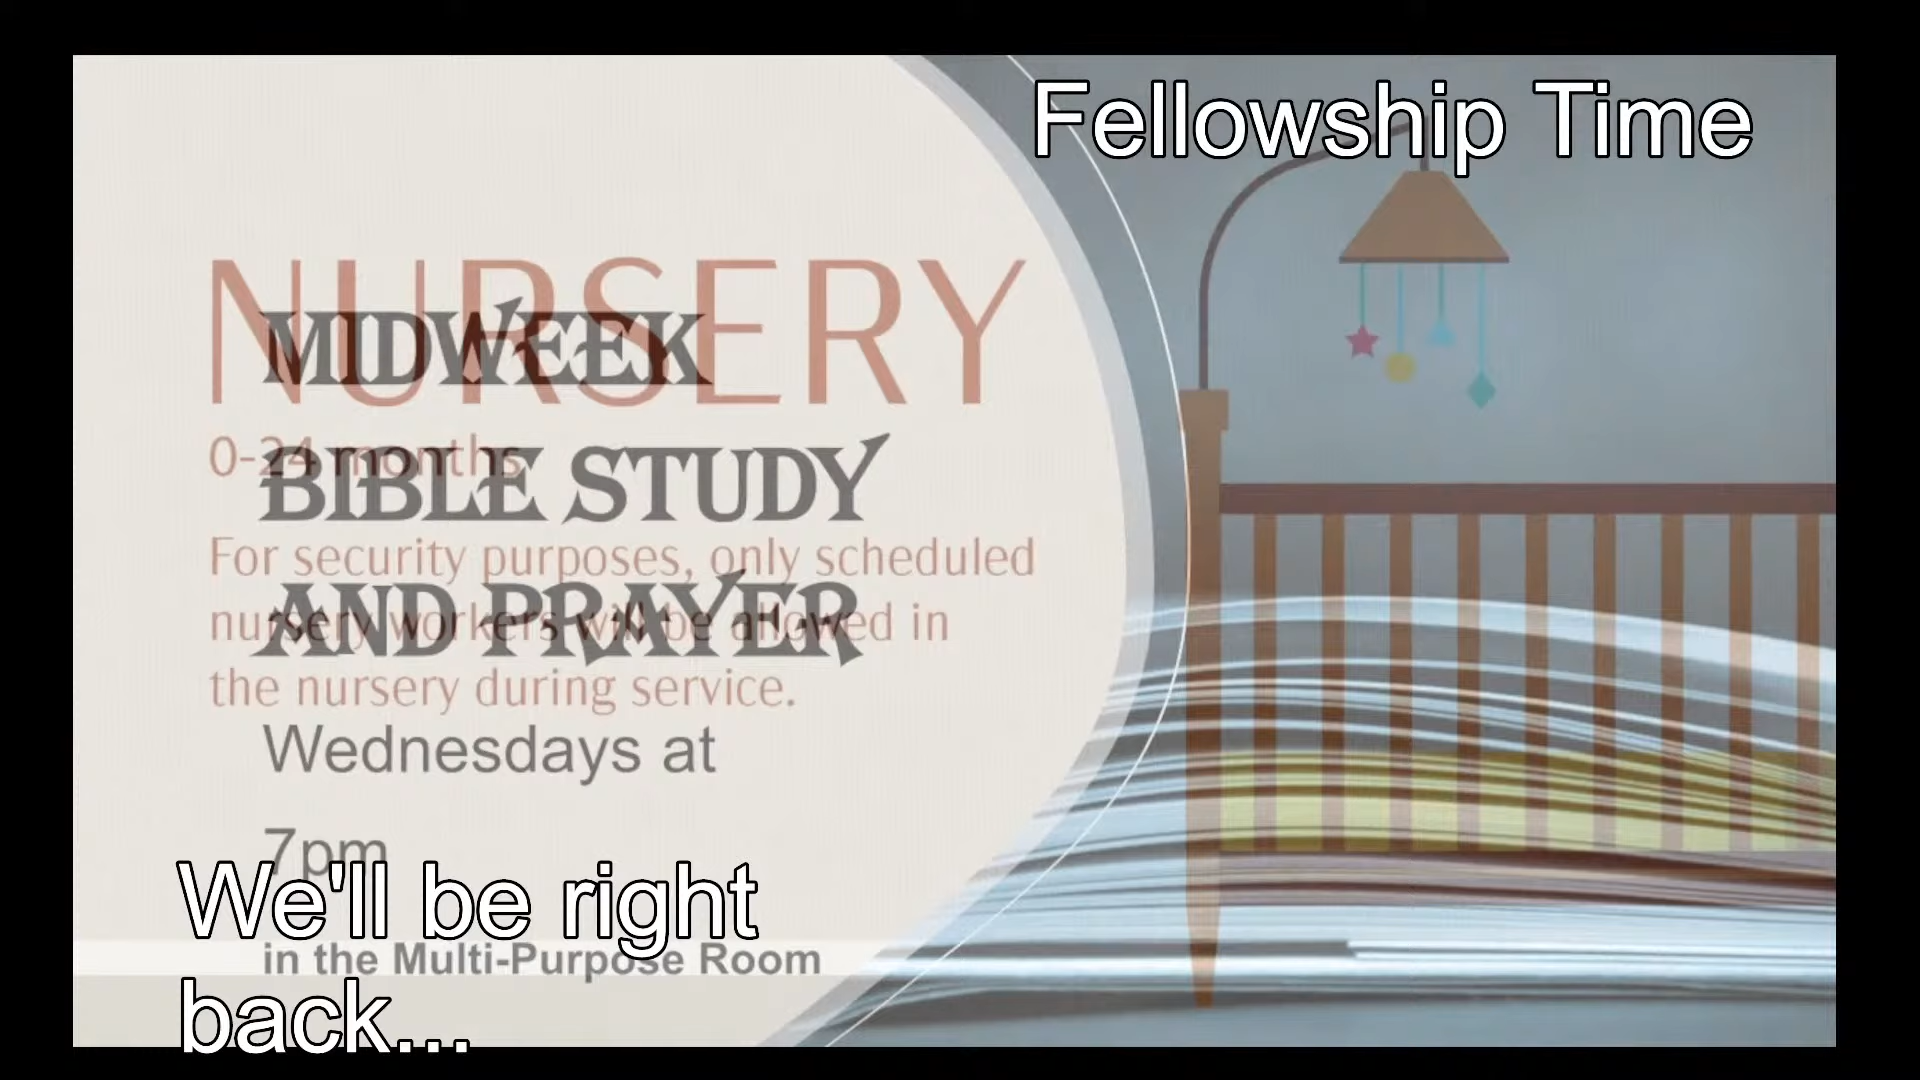 Fellowship Time
NURSERY
0-24 months
For security purposes, only scheduled
nursery workers will be allowed in
the nursery during service.
MIDWEEK
BIBLE STUDY
AND PRAYER
Wednesdays at
7pm
in the Multi-Purpose Room
We'll be right
back...